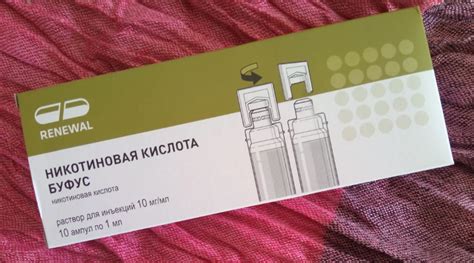 RENEWAL
НИКОТИНОВАЯ КИСЛОТА
БУФУС
никотиновая кислота
раствор для инъекций 10 мг/мл
10 ампул по 1 мл